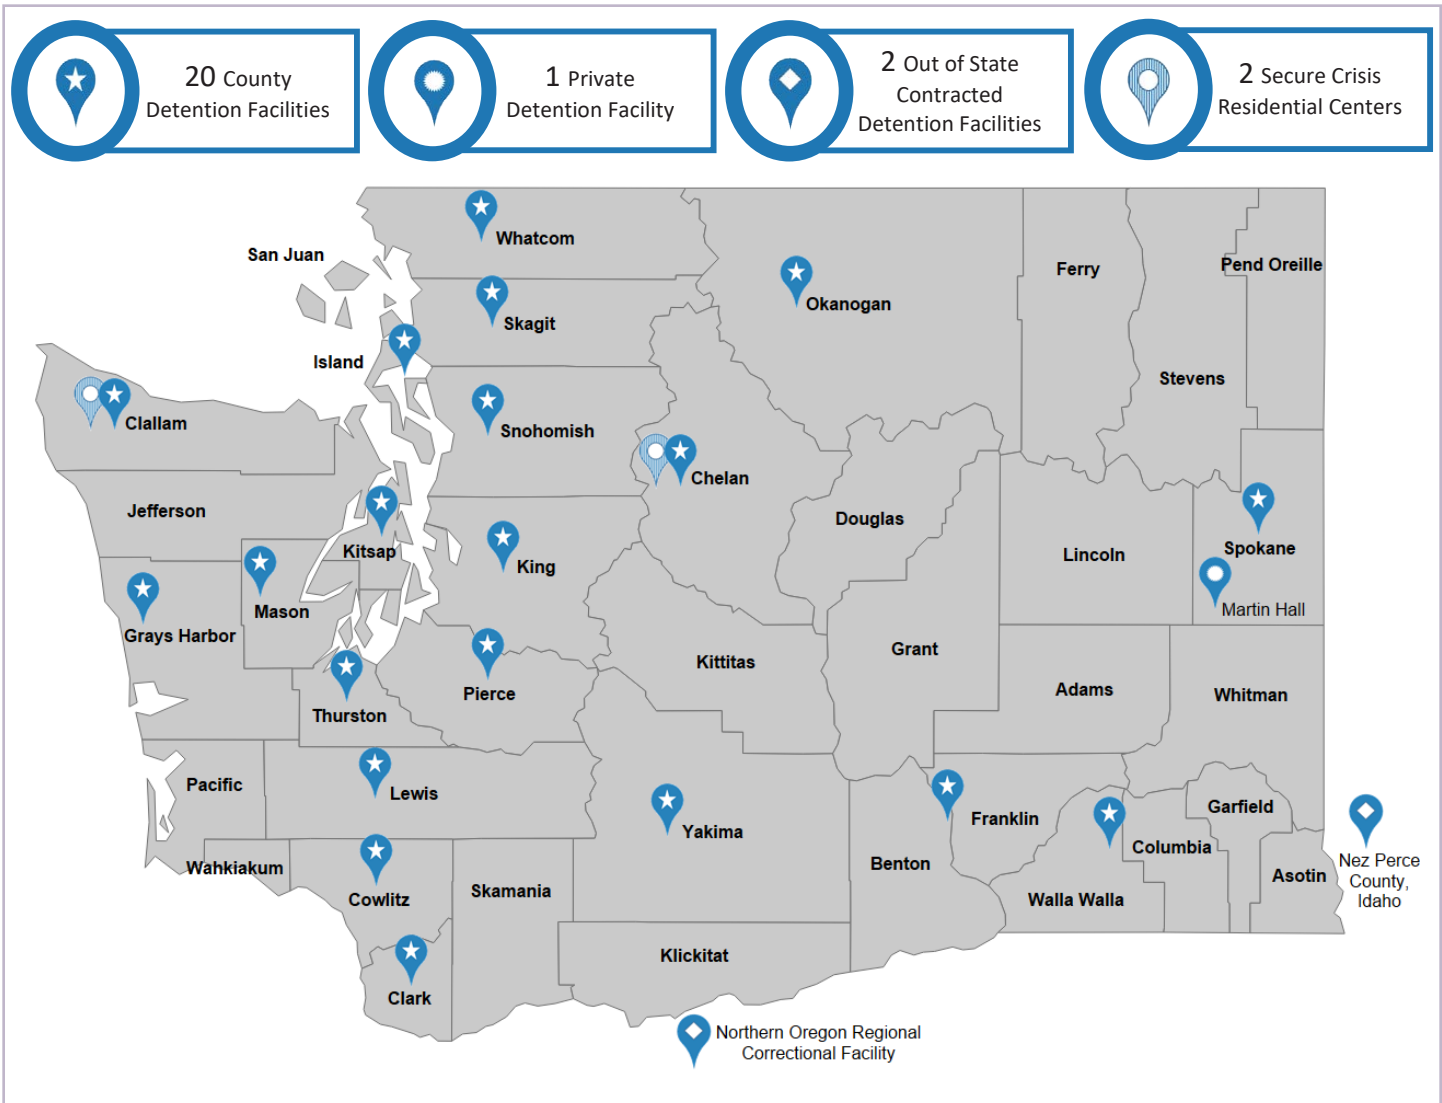 20 County
Detention Facilities
1 Private
Detention Facility
2 Out of State
Contracted
Detention Facilities
2 Secure Crisis
Residential Centers
Whatcom
San Juan
Skagit
Okanogan
Ferry
Pend Oreille
Island
Stevens
Clallam
Snohomish
Chelan
Jefferson
Douglas
Kitsap
King
Lincoln
Spokane
Mason
Martin Hall
Grays Harbor
Kittitas
Grant
Pierce
Adams
Whitman
Thurston
Pacific
Lewis
Yakima
Franklin
Garfield
Columbia
Wahkiakum
Benton
Nez Perce
County,
Idaho
Asotin
Cowlitz
Skamania
Walla Walla
Klickitat
Clark
Northern Oregon Regional
Correctional Facility